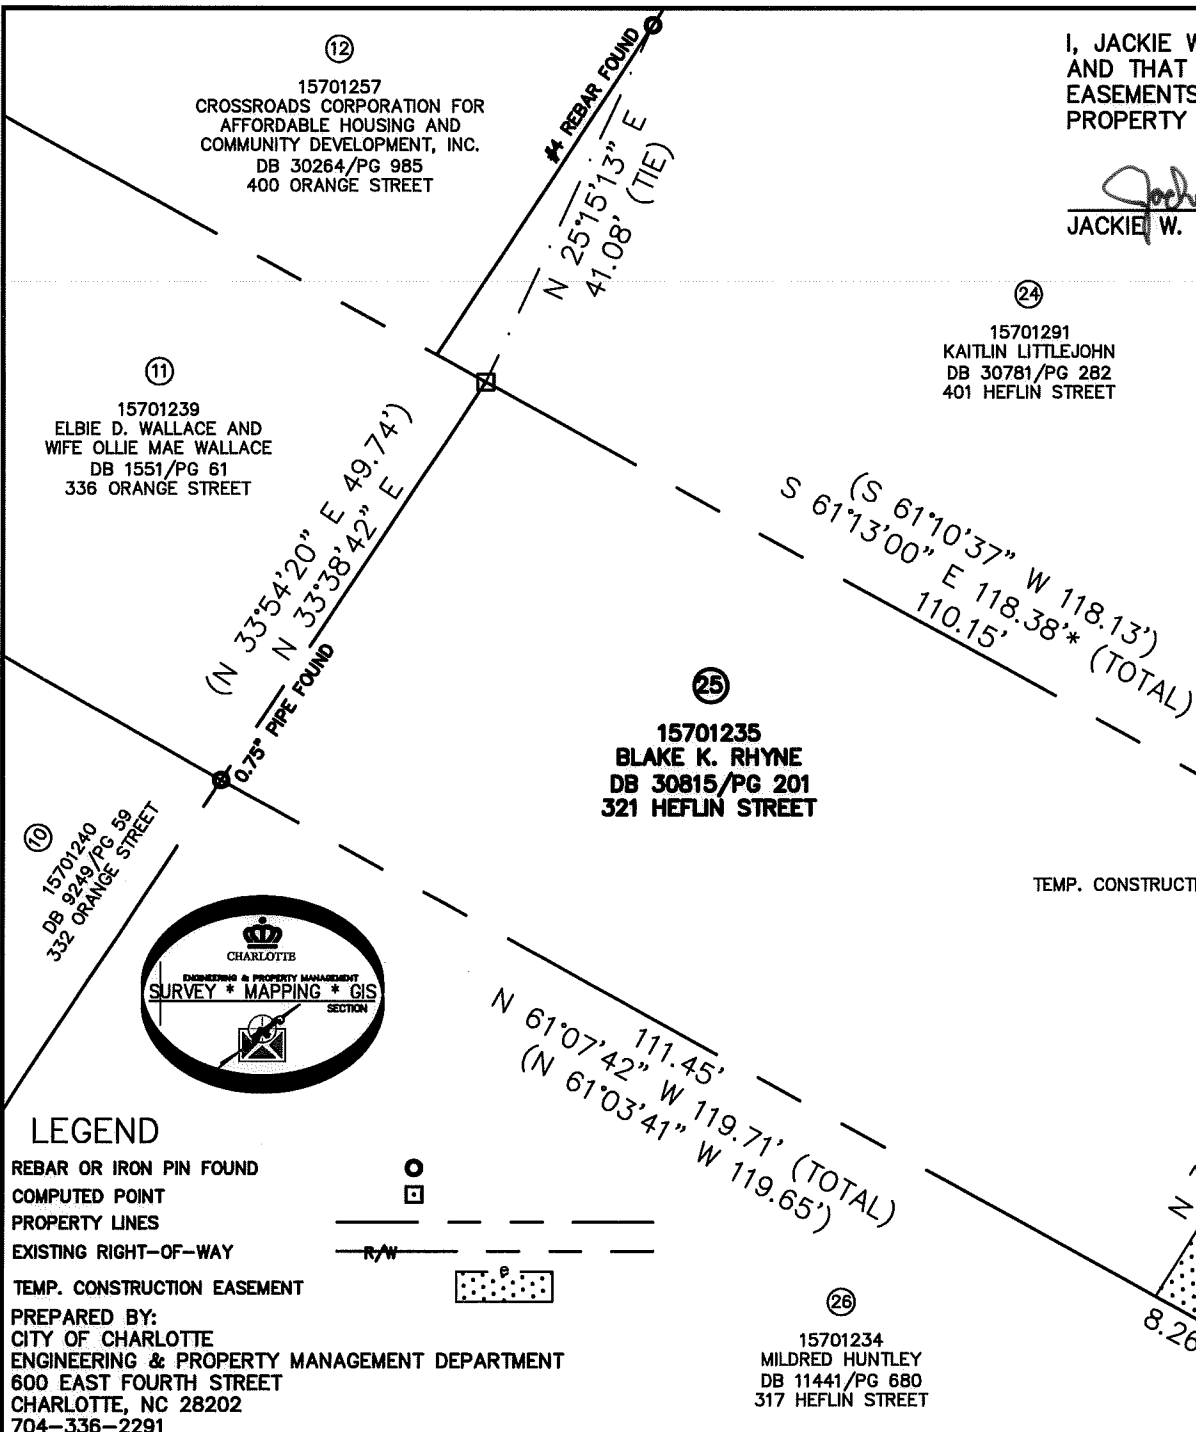 12
15701257
CROSSROADS CORPORATION FOR
AFFORDABLE HOUSING AND
COMMUNITY DEVELOPMENT, INC.
DB 30264/PG 985
400 ORANGE STREET
#4 REBAR FOUND
N 25°15'13" E
41.08' (TIE)
I, JACKIE W
AND THAT
EASEMENTS
PROPERTY
JACKIE W.
24
15701291
KAITLIN LITTLEJOHN
DB 30781/PG 282
401 HEFLIN STREET
11
15701239
ELBIE D. WALLACE AND
WIFE OLLIE MAE WALLACE
DB 1551/PG 61
336 ORANGE STREET
(N 33°54'20" E 49.74')
N 33°38'42" E
0.75" PIPE FOUND
(S 61°10'37" W 118.13')
S 61°13'00" E 118.38'* (TOTAL)
110.15'
25
15701235
BLAKE K. RHYNE
DB 30815/PG 201
321 HEFLIN STREET
10
15701240
DB 9249/PG 59
332 ORANGE STREET
TEMP. CONSTRUCTI
CHARLOTTE
ENGINEERING & PROPERTY MANAGEMENT
SURVEY * MAPPING * GIS
SECTION
111.45'
N 61°07'42" W 119.71' (TOTAL)
(N 61°03'41" W 119.65')
N
8.26
LEGEND
REBAR OR IRON PIN FOUND
COMPUTED POINT
PROPERTY LINES
EXISTING RIGHT-OF-WAY R/W
TEMP. CONSTRUCTION EASEMENT e
PREPARED BY:
CITY OF CHARLOTTE
ENGINEERING & PROPERTY MANAGEMENT DEPARTMENT
600 EAST FOURTH STREET
CHARLOTTE, NC 28202
704-336-2291
26
15701234
MILDRED HUNTLEY
DB 11441/PG 680
317 HEFLIN STREET